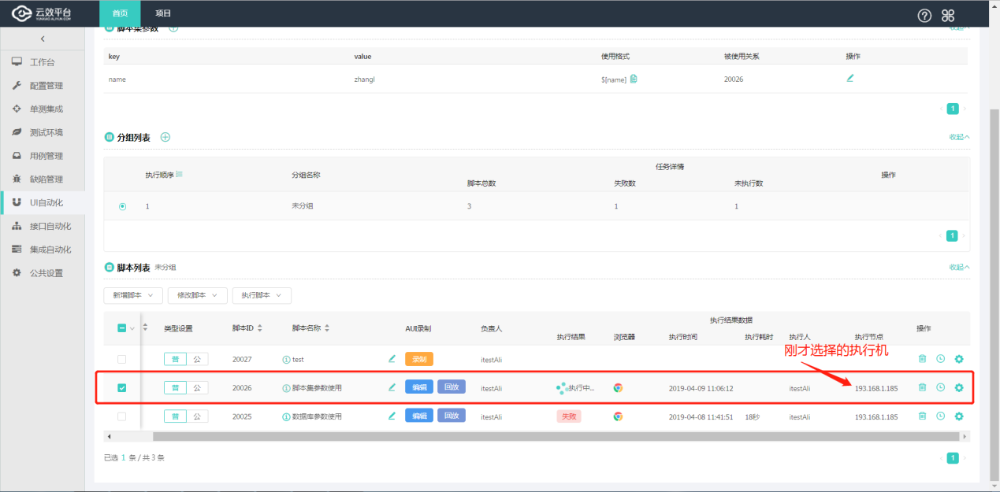 云效平台
YUNXIAO.ALIYUN.COM
首页
项目
工作台
配置管理
单测集成
测试环境
用例管理
缺陷管理
UI自动化
接口自动化
集成自动化
公共设置
脚本集参数
收起
key value 使用格式 被使用关系 操作
name zhangl $[name] 20026
1
分组列表
收起
执行顺序 分组名称 任务详情 操作
脚本总数 失败数 未执行数
1 未分组 3 1 1
1
脚本列表 未分组
收起
新增脚本 修改脚本 执行脚本
类型设置 脚本ID 脚本名称 AUI录制 负责人 执行结果数据 操作
执行结果 浏览器 执行时间 执行耗时 执行人 执行节点
刚才选择的执行机
普 公 20027 test 录制 itestAli
普 公 20026 脚本集参数使用 编辑 回放 itestAli 执行中... 2019-04-09 11:06:12 itestAli 193.168.1.185
普 公 20025 数据库参数使用 编辑 回放 itestAli 失败 2019-04-08 11:41:51 18秒 itestAli 193.168.1.185
已选 1 条 / 共 3 条
1